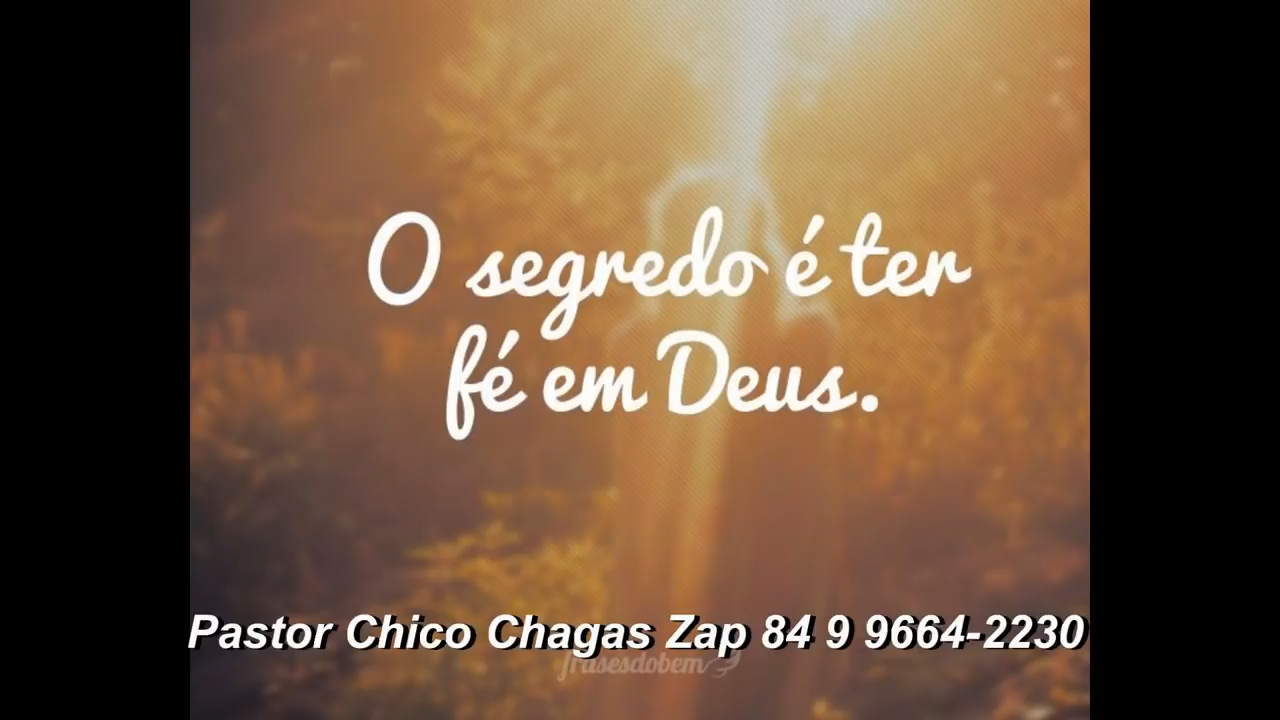 O segredo é ter
fé em Deus.
Pastor Chico Chagas Zap 84 9 9664-2230
frasesdobem